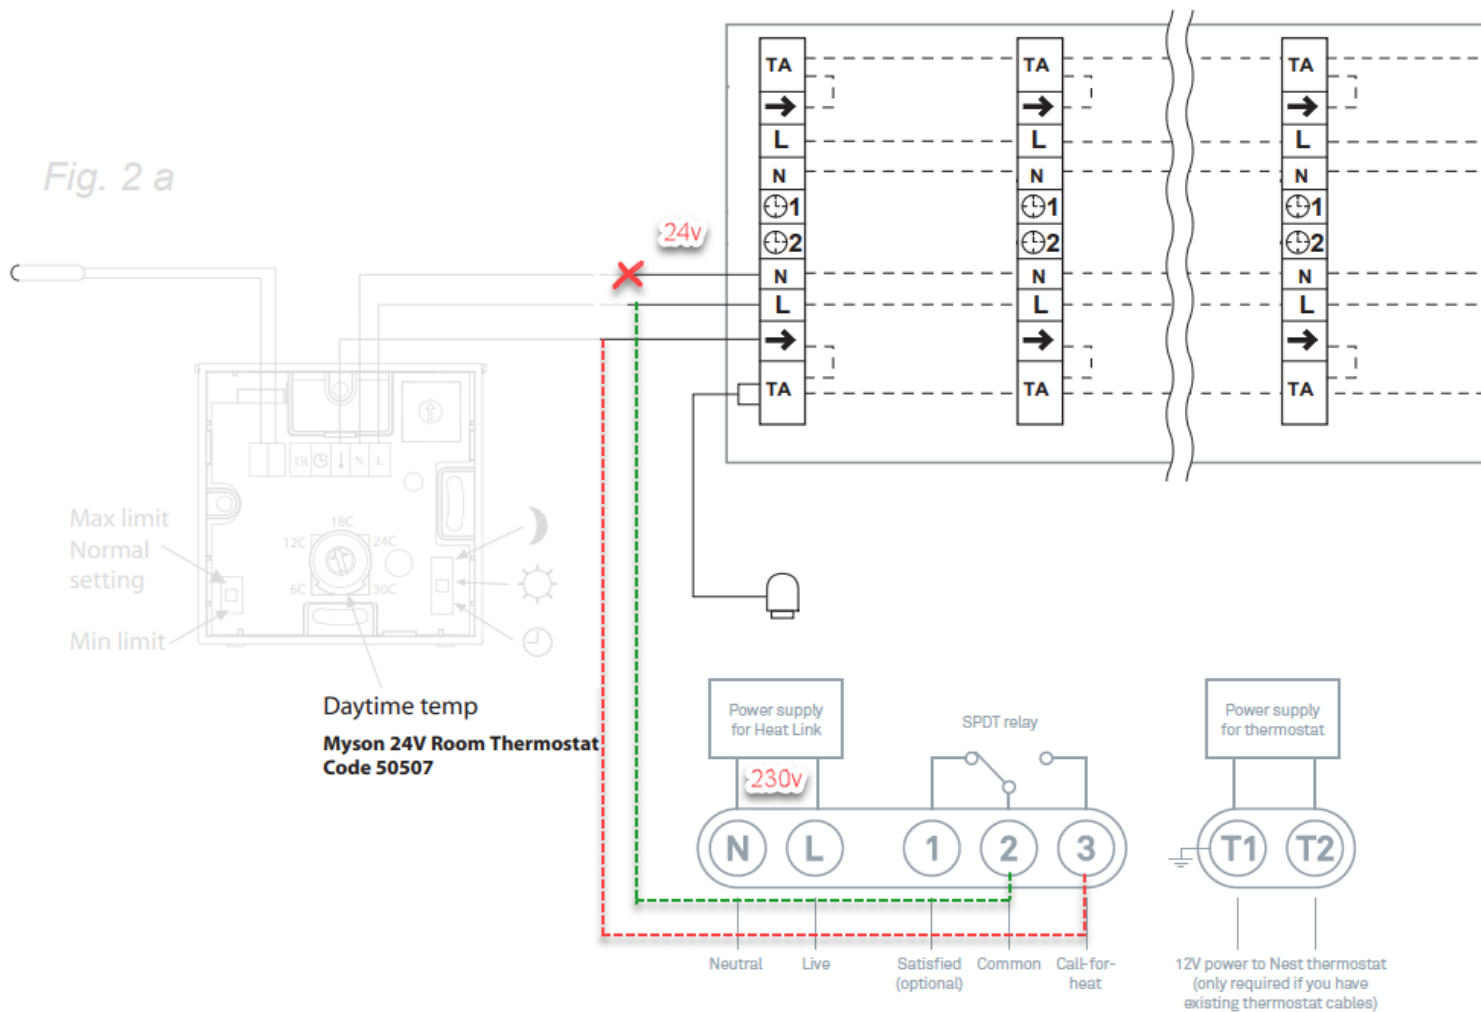 Fig. 2 a
TA
TA
TA
L
L
L
N
N
N
1
1
1
2
2
2
24v
N
N
N
L
L
L
TA
TA
TA
TR
N
L
18C
12C
24C
6C
30C
Max limit
Normal
setting
Min limit
Daytime temp
Myson 24V Room Thermostat
Code 50507
Power supply
for Heat Link
230v
SPDT relay
Power supply
for thermostat
N
L
1
2
3
T1
T2
Neutral
Live
Satisfied
(optional)
Common
Call-for-
heat
12V power to Nest thermostat
(only required if you have
existing thermostat cables)